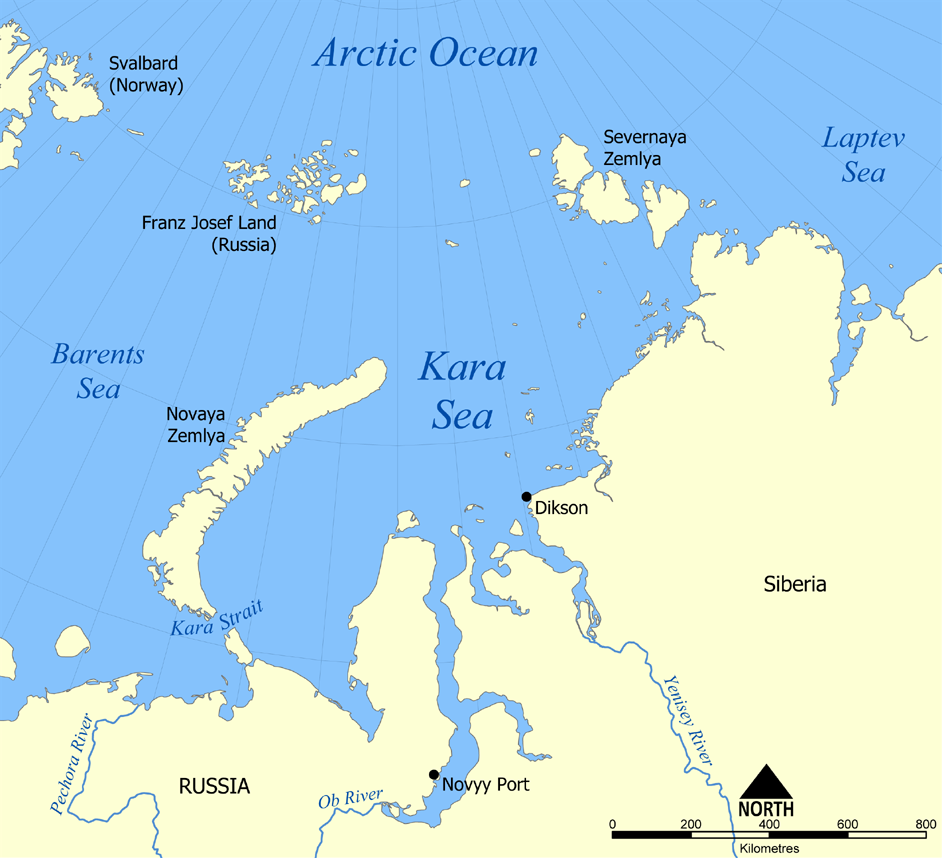 Arctic Ocean
Svalbard
(Norway)
Severnaya
Zemlya
Laptev
Sea
Franz Josef Land
(Russia)
Barents
Sea
Kara
Sea
Novaya
Zemlya
Dikson
Siberia
Kara Strait
Yenisey River
Pechora River
RUSSIA
Novyy Port
Ob River
NORTH
0 200 400 600 800
Kilometres